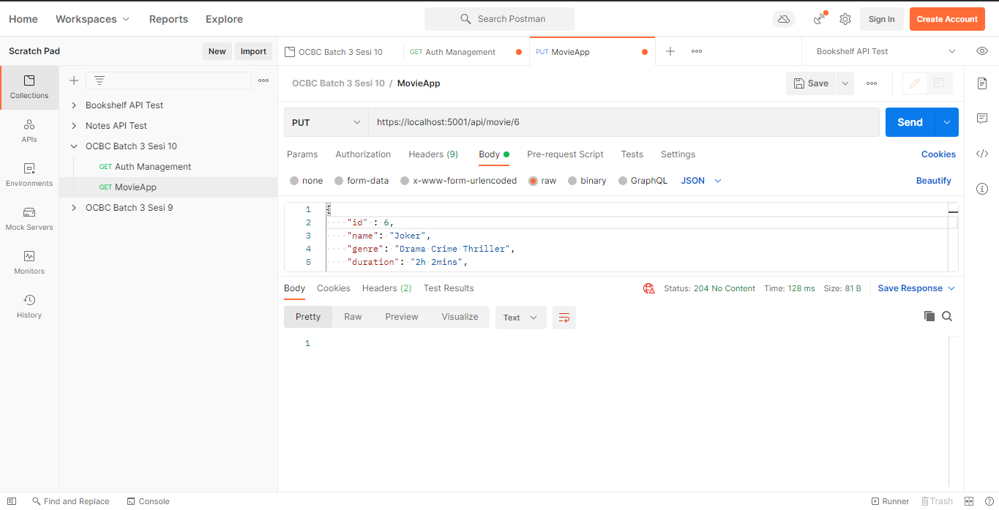 Home Workspaces Reports Explore Search Postman Sign In Create Account
Scratch Pad New Import OCBC Batch 3 Sesi 10 GET Auth Management PUT MovieApp Bookshelf API Test
Collections
APIs
Environments
Mock Servers
Monitors
History
Bookshelf API Test
Notes API Test
OCBC Batch 3 Sesi 10
GET Auth Management
GET MovieApp
OCBC Batch 3 Sesi 9
OCBC Batch 3 Sesi 10 / MovieApp Save
PUT https://localhost:5001/api/movie/6 Send
Params Authorization Headers (9) Body Pre-request Script Tests Settings Cookies
none form-data x-www-form-urlencoded raw binary GraphQL JSON Beautify
1 {
2 "id" : 6,
3 "name": "Joker",
4 "genre": "Drama Crime Thriller",
5 "duration": "2h 2mins",
Body Cookies Headers (2) Test Results Status: 204 No Content Time: 128 ms Size: 81 B Save Response
Pretty Raw Preview Visualize Text
1
Find and Replace Console Runner Trash